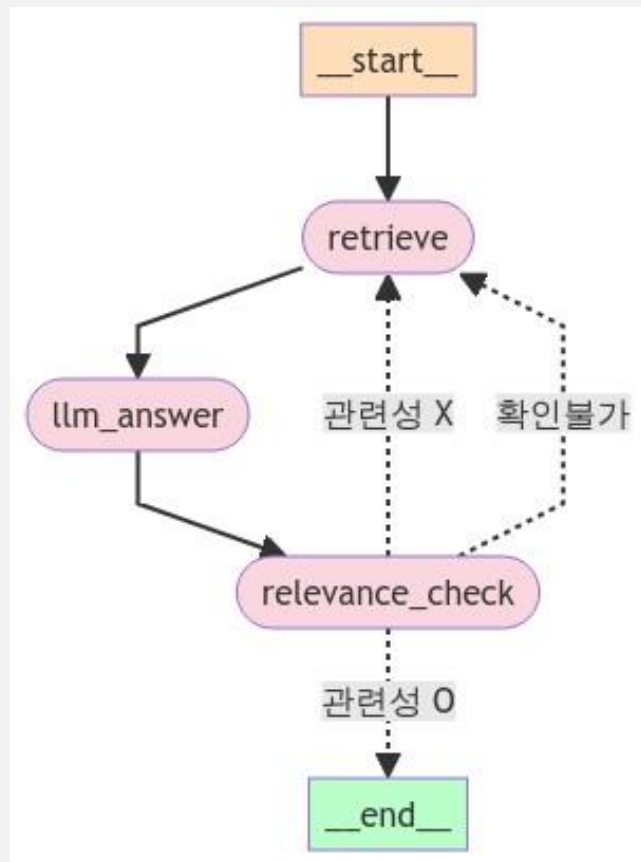 __start__
retrieve
llm_answer
관련성 X
확인불가
relevance_check
관련성 O
__end__